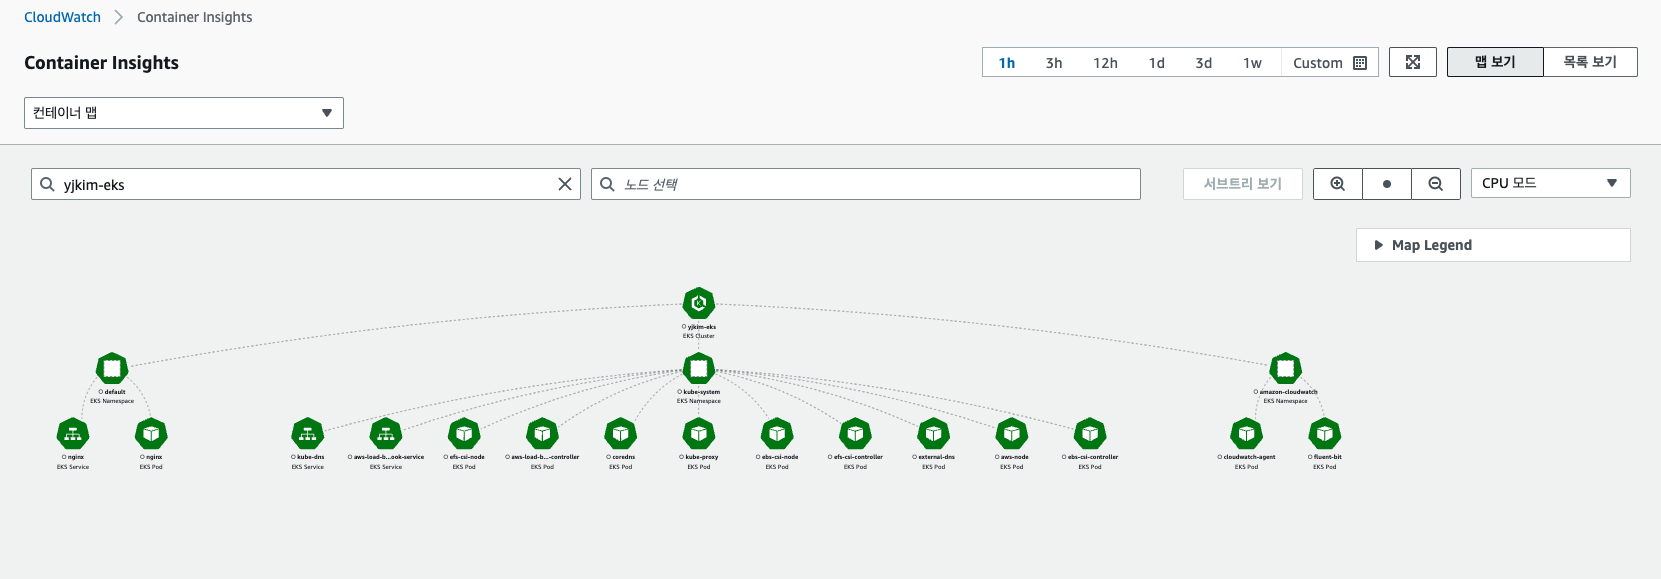 CloudWatch > Container Insights
Container Insights
1h 3h 12h 1d 3d 1w Custom 맵 보기 목록 보기
컨테이너 맵
yjkim-eks 노드 선택 서브트리 보기 CPU 모드
Map Legend
yjkim-eks
EKS Cluster
default
EKS Namespace
kube-system
EKS Namespace
amazon-cloudwatch
EKS Namespace
nginx
EKS Service
nginx
EKS Pod
kube-dns
EKS Service
aws-load-b...ook-service
EKS Service
efs-csi-node
EKS Pod
aws-load-b...-controller
EKS Pod
coredns
EKS Pod
kube-proxy
EKS Pod
ebs-csi-node
EKS Pod
efs-csi-controller
EKS Pod
external-dns
EKS Pod
aws-node
EKS Pod
ebs-csi-controller
EKS Pod
cloudwatch-agent
EKS Pod
fluent-bit
EKS Pod